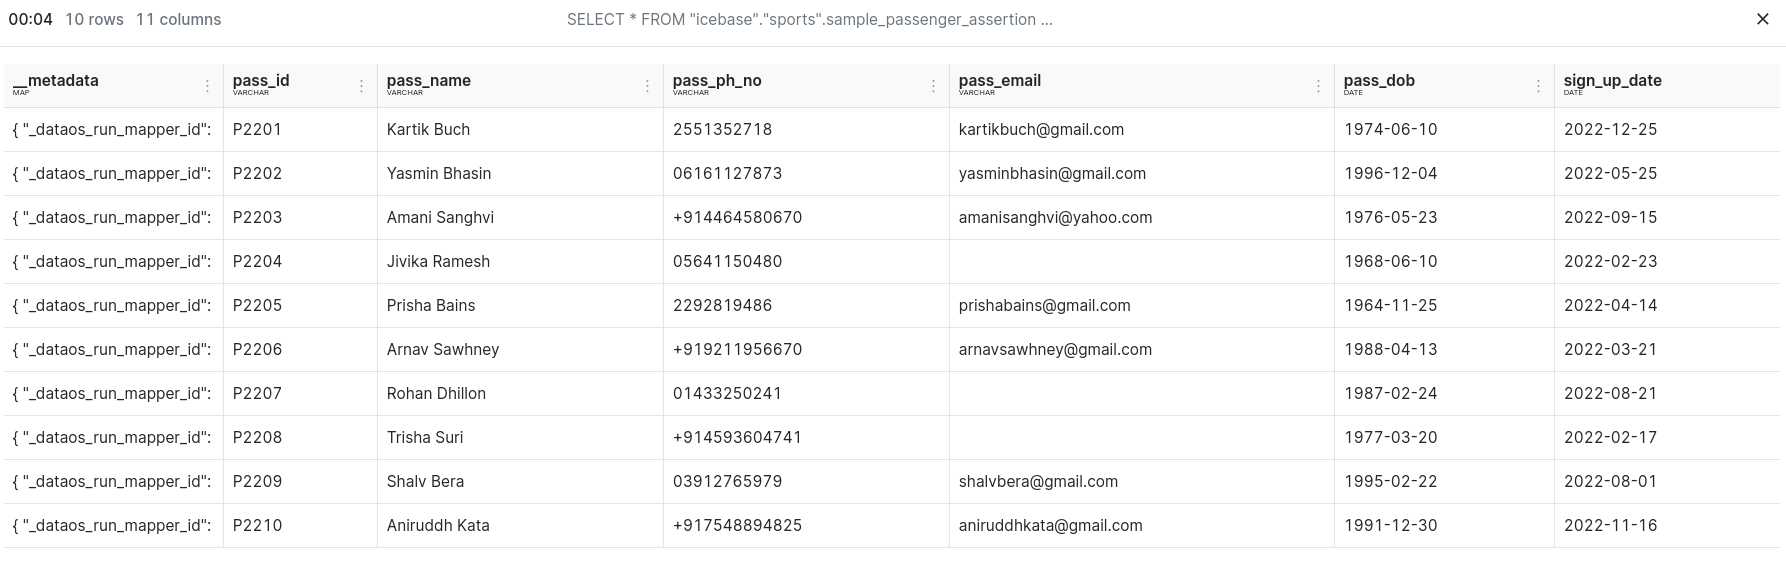 00:04 10 rows 11 columns SELECT * FROM "icebase"."sports".sample_passenger_assertion ...
__metadata pass_id pass_name pass_ph_no pass_email pass_dob sign_up_date
MAP VARCHAR VARCHAR VARCHAR VARCHAR DATE DATE
{ "_dataos_run_mapper_id": P2201 Kartik Buch 2551352718 kartikbuch@gmail.com 1974-06-10 2022-12-25
{ "_dataos_run_mapper_id": P2202 Yasmin Bhasin 06161127873 yasminbhasin@gmail.com 1996-12-04 2022-05-25
{ "_dataos_run_mapper_id": P2203 Amani Sanghvi +914464580670 amanisanghvi@yahoo.com 1976-05-23 2022-09-15
{ "_dataos_run_mapper_id": P2204 Jivika Ramesh 05641150480 1968-06-10 2022-02-23
{ "_dataos_run_mapper_id": P2205 Prisha Bains 2292819486 prishabains@gmail.com 1964-11-25 2022-04-14
{ "_dataos_run_mapper_id": P2206 Arnav Sawhney +919211956670 arnavsawhney@gmail.com 1988-04-13 2022-03-21
{ "_dataos_run_mapper_id": P2207 Rohan Dhillon 01433250241 1987-02-24 2022-08-21
{ "_dataos_run_mapper_id": P2208 Trisha Suri +914593604741 1977-03-20 2022-02-17
{ "_dataos_run_mapper_id": P2209 Shalv Bera 03912765979 shalvbera@gmail.com 1995-02-22 2022-08-01
{ "_dataos_run_mapper_id": P2210 Aniruddh Kata +917548894825 aniruddhkata@gmail.com 1991-12-30 2022-11-16